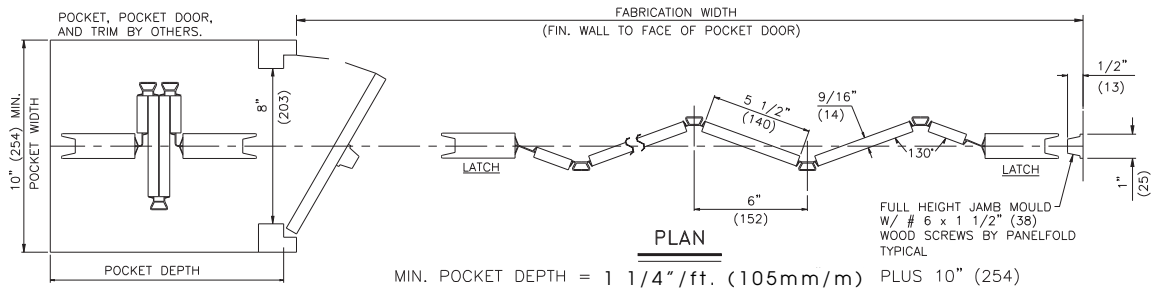 POCKET, POCKET DOOR,
AND TRIM BY OTHERS.
FABRICATION WIDTH
(FIN. WALL TO FACE OF POCKET DOOR)
10" (254) MIN.
POCKET WIDTH
8"
(203)
5 1/2"
(140)
9/16"
(14)
1/2"
(13)
130°
LATCH
LATCH
1"
(25)
6"
(152)
FULL HEIGHT JAMB MOULD
W/ # 6 x 1 1/2" (38)
WOOD SCREWS BY PANELFOLD
TYPICAL
PLAN
POCKET DEPTH
MIN. POCKET DEPTH = 1 1/4"/ft. (105mm/m) PLUS 10" (254)